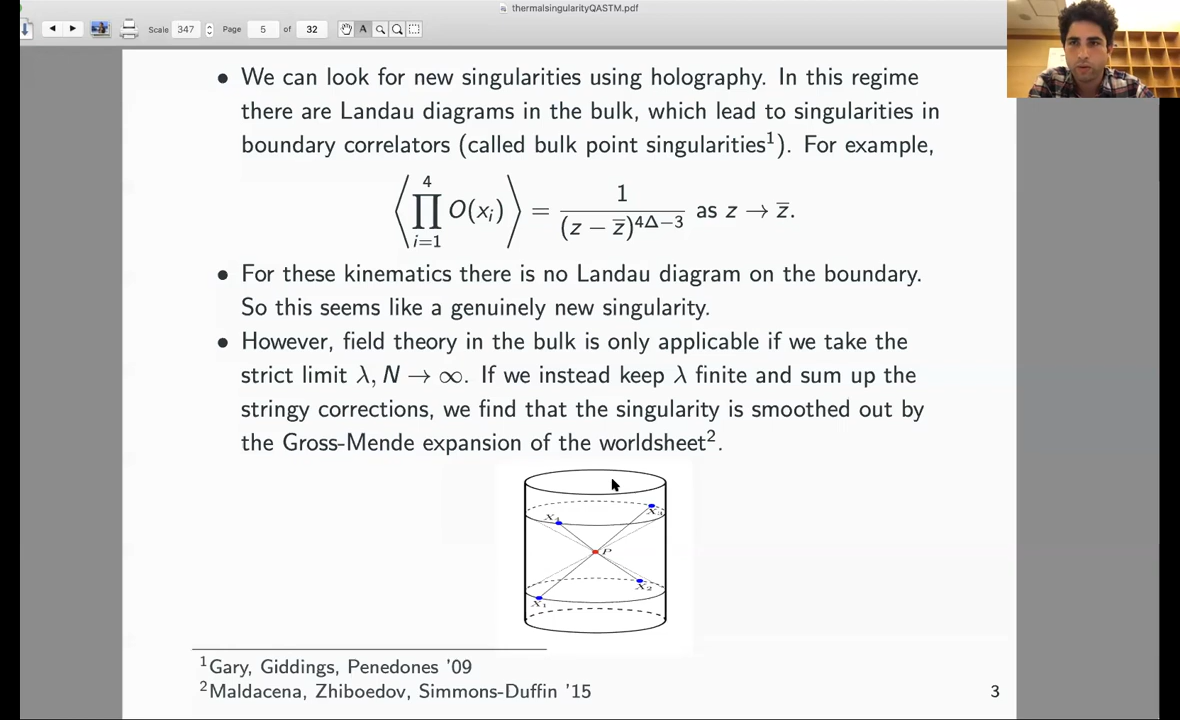 thermalsingularityQASTM.pdf
Scale 347 Page 5 of 32
• We can look for new singularities using holography. In this regime
there are Landau diagrams in the bulk, which lead to singularities in
boundary correlators (called bulk point singularities¹). For example,
⟨∏_{i=1}^{4} O(x_i)⟩ = 1/(z − z̄)^{4Δ−3} as z → z̄.
• For these kinematics there is no Landau diagram on the boundary.
So this seems like a genuinely new singularity.
• However, field theory in the bulk is only applicable if we take the
strict limit λ, N → ∞. If we instead keep λ finite and sum up the
stringy corrections, we find that the singularity is smoothed out by
the Gross-Mende expansion of the worldsheet².
X₄ X₃
P
X₂
X₁
¹Gary, Giddings, Penedones '09
²Maldacena, Zhiboedov, Simmons-Duffin '15
3